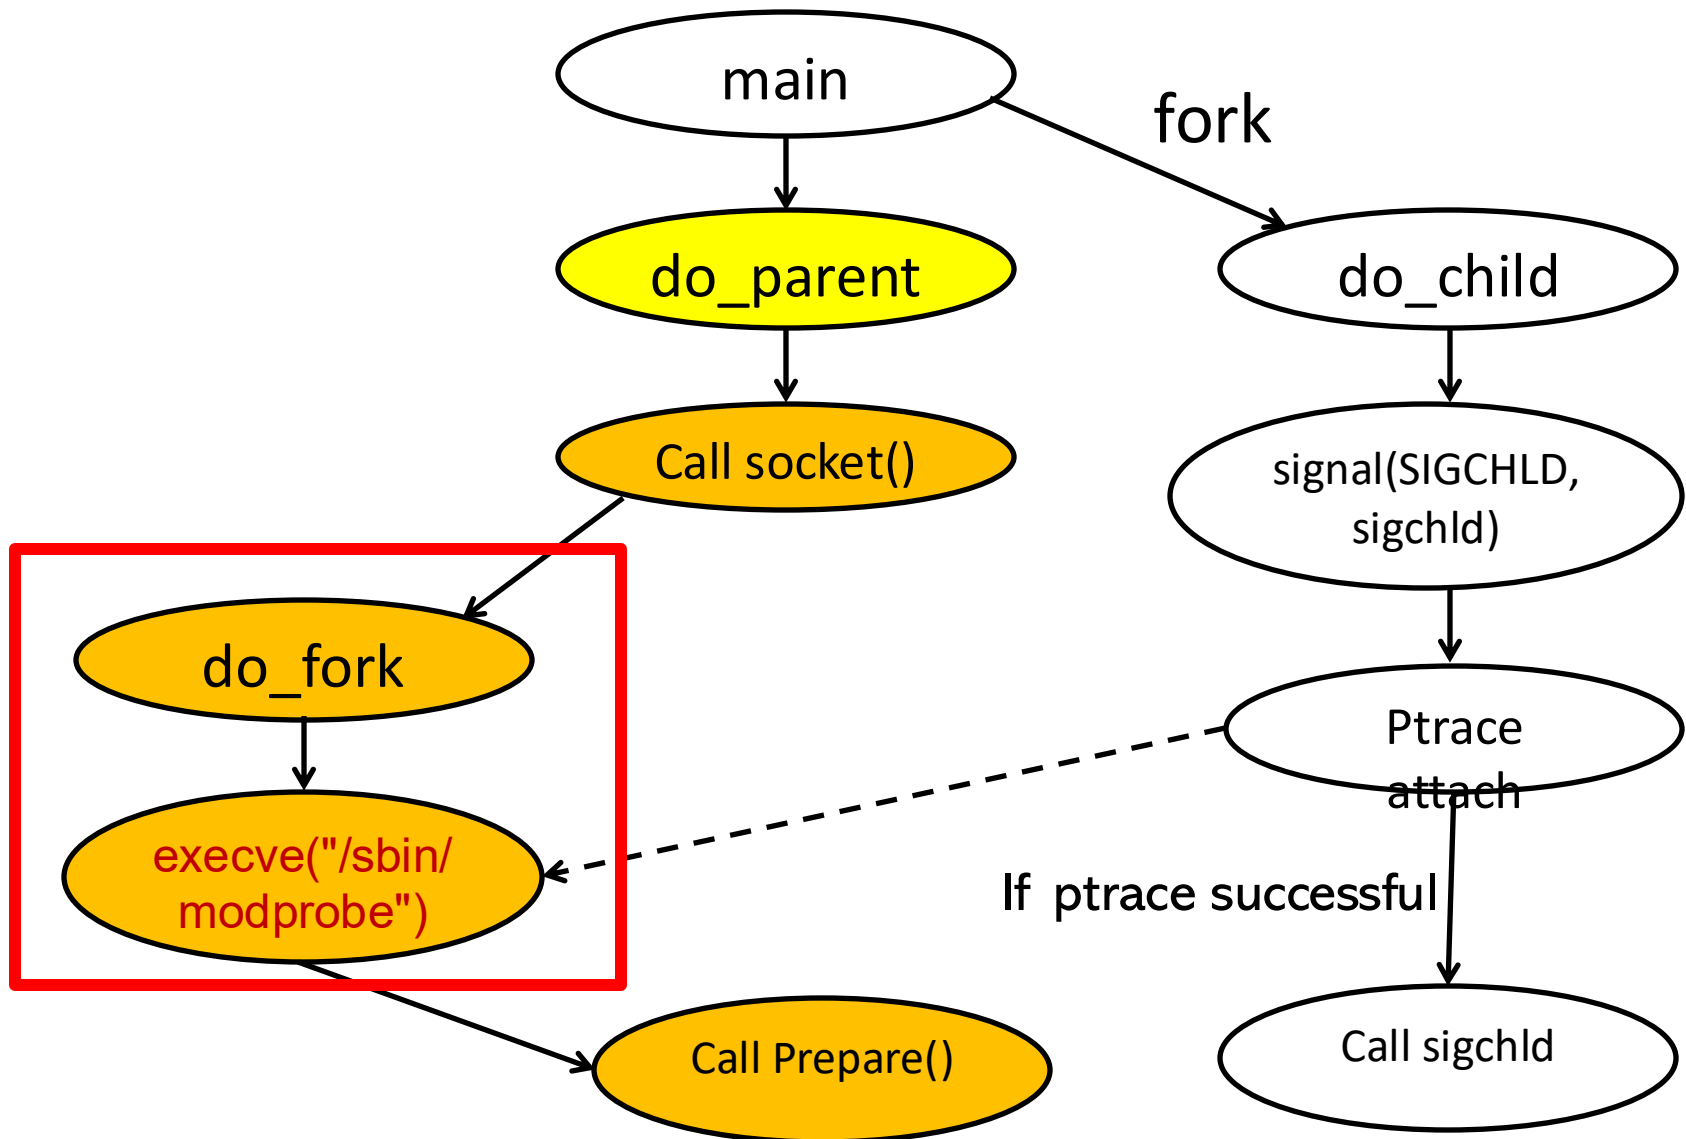 main
fork
do_parent
do_child
Call socket()
signal(SIGCHLD,
sigchld)
do_fork
Ptrace
attach
execve("/sbin/
modprobe")
If ptrace successful
Call Prepare()
Call sigchld